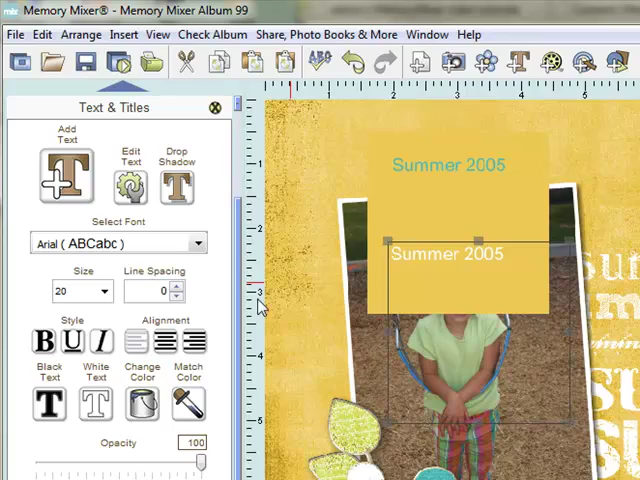 mix Memory Mixer® - Memory Mixer Album 99
File Edit Arrange Insert View Check Album Share, Photo Books & More Window Help
ABC
Text & Titles
Add Text
Edit Text
Drop Shadow
Select Font
Arial ( ABCabc )
Size
Line Spacing
20
0
Style
Alignment
B U I
Black Text
White Text
Change Color
Match Color
T T
Opacity
100
2 3 4 5
1
2
3
4
5
Summer 2005
Summer 2005